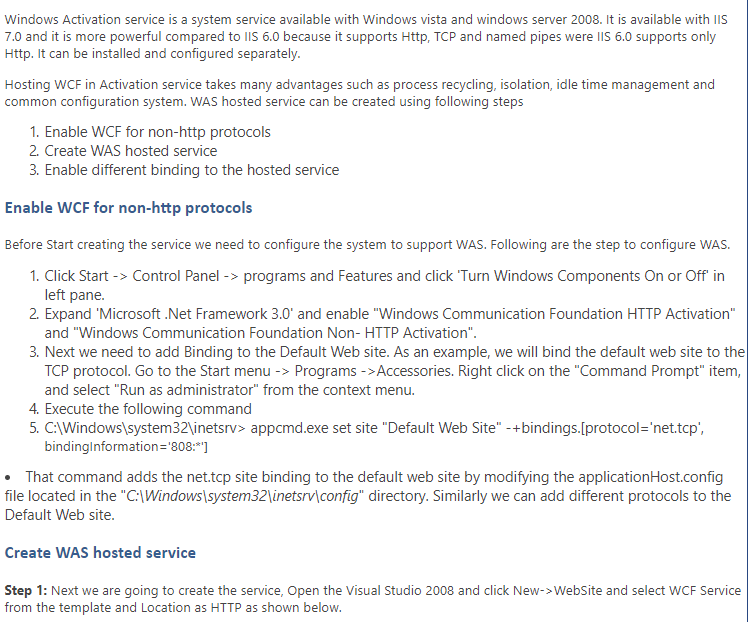 Windows Activation service is a system service available with Windows vista and windows server 2008. It is available with IIS
7.0 and it is more powerful compared to IIS 6.0 because it supports Http, TCP and named pipes were IIS 6.0 supports only
Http. It can be installed and configured separately.
Hosting WCF in Activation service takes many advantages such as process recycling, isolation, idle time management and
common configuration system. WAS hosted service can be created using following steps
1. Enable WCF for non-http protocols
2. Create WAS hosted service
3. Enable different binding to the hosted service
Enable WCF for non-http protocols
Before Start creating the service we need to configure the system to support WAS. Following are the step to configure WAS.
1. Click Start -> Control Panel -> programs and Features and click 'Turn Windows Components On or Off' in
left pane.
2. Expand 'Microsoft .Net Framework 3.0' and enable "Windows Communication Foundation HTTP Activation"
and "Windows Communication Foundation Non- HTTP Activation".
3. Next we need to add Binding to the Default Web site. As an example, we will bind the default web site to the
TCP protocol. Go to the Start menu -> Programs ->Accessories. Right click on the "Command Prompt" item,
and select "Run as administrator" from the context menu.
4. Execute the following command
5. C:\Windows\system32\inetsrv> appcmd.exe set site "Default Web Site" -+bindings.[protocol='net.tcp',
bindingInformation='808:*']
• That command adds the net.tcp site binding to the default web site by modifying the applicationHost.config
file located in the "C:\Windows\system32\inetsrv\config" directory. Similarly we can add different protocols to the
Default Web site.
Create WAS hosted service
Step 1: Next we are going to create the service, Open the Visual Studio 2008 and click New->WebSite and select WCF Service
from the template and Location as HTTP as shown below.